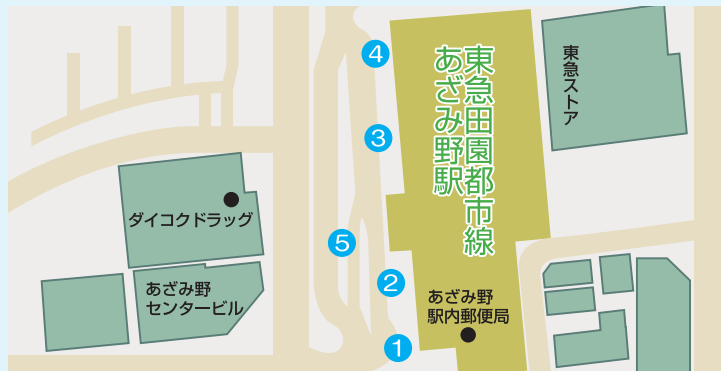 4
東急田園都市線
あざみ野駅
東急ストア
3
ダイコクドラッグ
5
2
あざみ野
センタービル
あざみ野
駅内郵便局
1